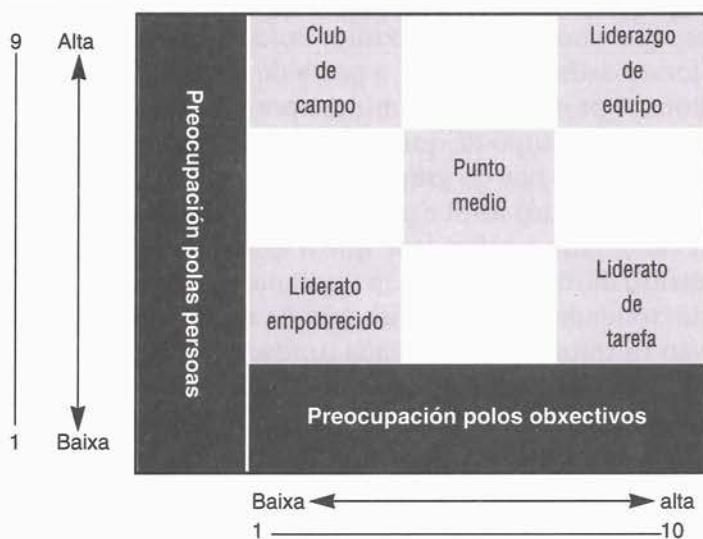 9 Alta
Club
de
campo
Liderazgo
de
equipo
Preocupación polas persoas
Punto
medio
Liderato
empobrecido
Liderato
de
tarefa
1 Baixa
Preocupación polos obxectivos
Baixa alta
1 10